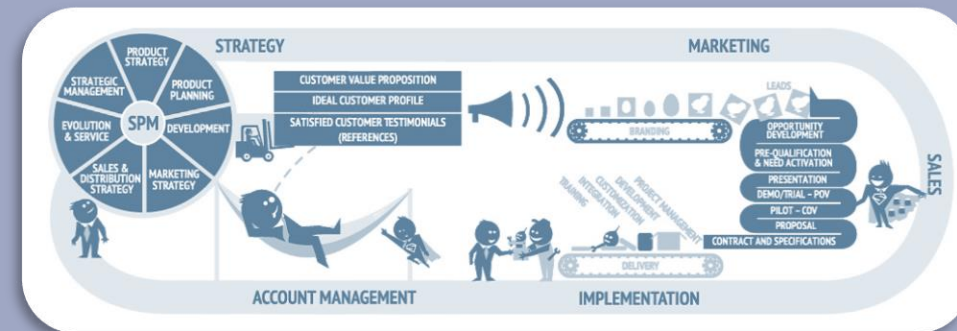 STRATEGY
MARKETING
PRODUCT
STRATEGY
STRATEGIC
MANAGEMENT
PRODUCT
PLANNING
EVOLUTION
& SERVICE
SPM
DEVELOPMENT
SALES &
DISTRIBUTION
STRATEGY
MARKETING
STRATEGY
CUSTOMER VALUE PROPOSITION
IDEAL CUSTOMER PROFILE
SATISFIED CUSTOMER TESTIMONIALS
(REFERENCES)
BRANDING
LEADS
OPPORTUNITY
DEVELOPMENT
PRE-QUALIFICATION
& NEED ACTIVATION
PRESENTATION
DEMO/TRIAL – POV
PILOT – COV
PROPOSAL
CONTRACT AND SPECIFICATIONS
SALES
TRAINING
INTEGRATION
CUSTOMIZATION
DEVELOPMENT
PROJECT MANAGEMENT
DELIVERY
ACCOUNT MANAGEMENT
IMPLEMENTATION